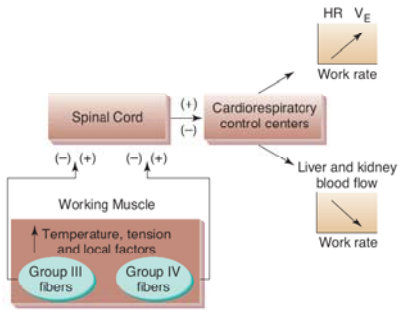 HR VE
Work rate
Spinal Cord
(+)
(−)
Cardiorespiratory
control centers
(−) (+)
(−) (+)
Liver and kidney
blood flow
Work rate
Working Muscle
Temperature, tension
and local factors
Group III
fibers
Group IV
fibers